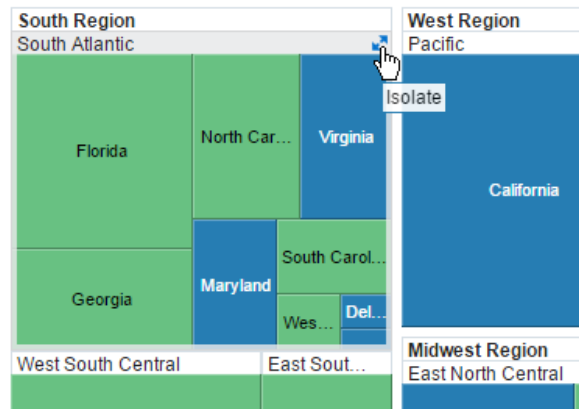 South Region
South Atlantic
Isolate
Florida
North Car...
Virginia
Georgia
Maryland
South Carol...
Wes...
Del...
West South Central
East Sout...
West Region
Pacific
California
Midwest Region
East North Central